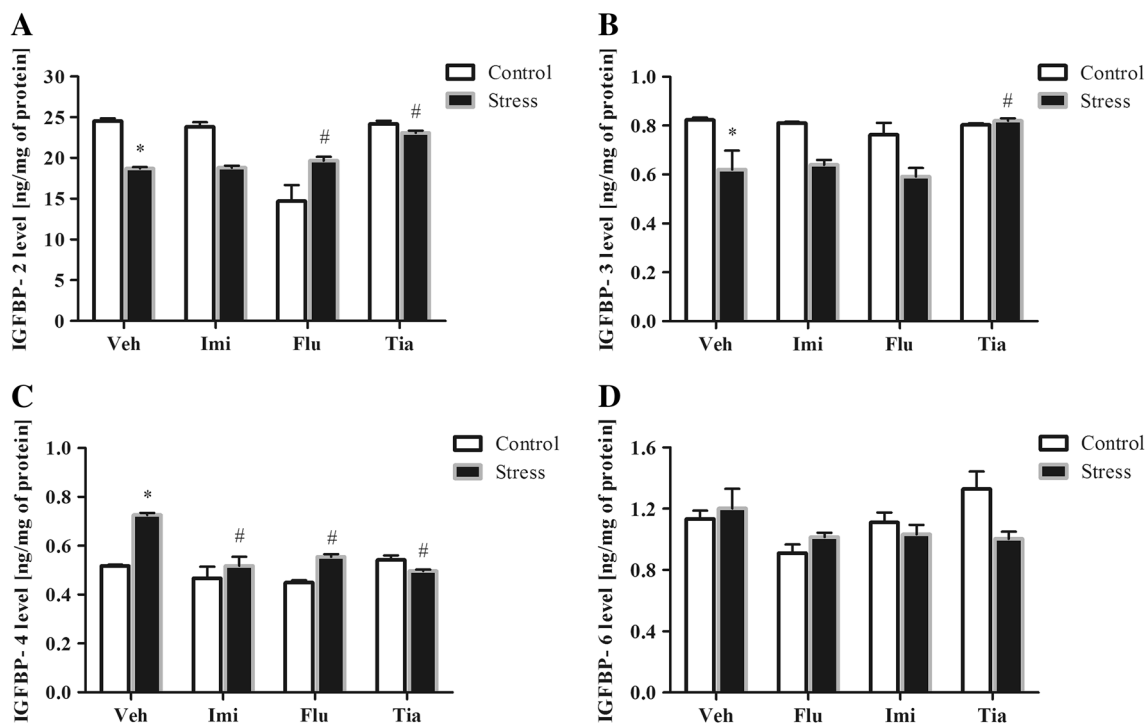 A
IGFBP- 2 level [ng/mg of protein]
30
25
20
15
10
5
0
*
#
#
Veh Imi Flu Tia
Control
Stress
B
IGFBP- 3 level [ng/mg of protein]
1.0
0.8
0.6
0.4
0.2
0.0
*
#
Veh Imi Flu Tia
Control
Stress
C
IGFBP- 4 level [ng/mg of protein]
1.0
0.8
0.6
0.4
0.2
0.0
*
#
#
#
Veh Imi Flu Tia
Control
Stress
D
IGFBP- 6 level [ng/mg of protein]
1.6
1.2
0.8
0.4
0.0
Veh Flu Imi Tia
Control
Stress